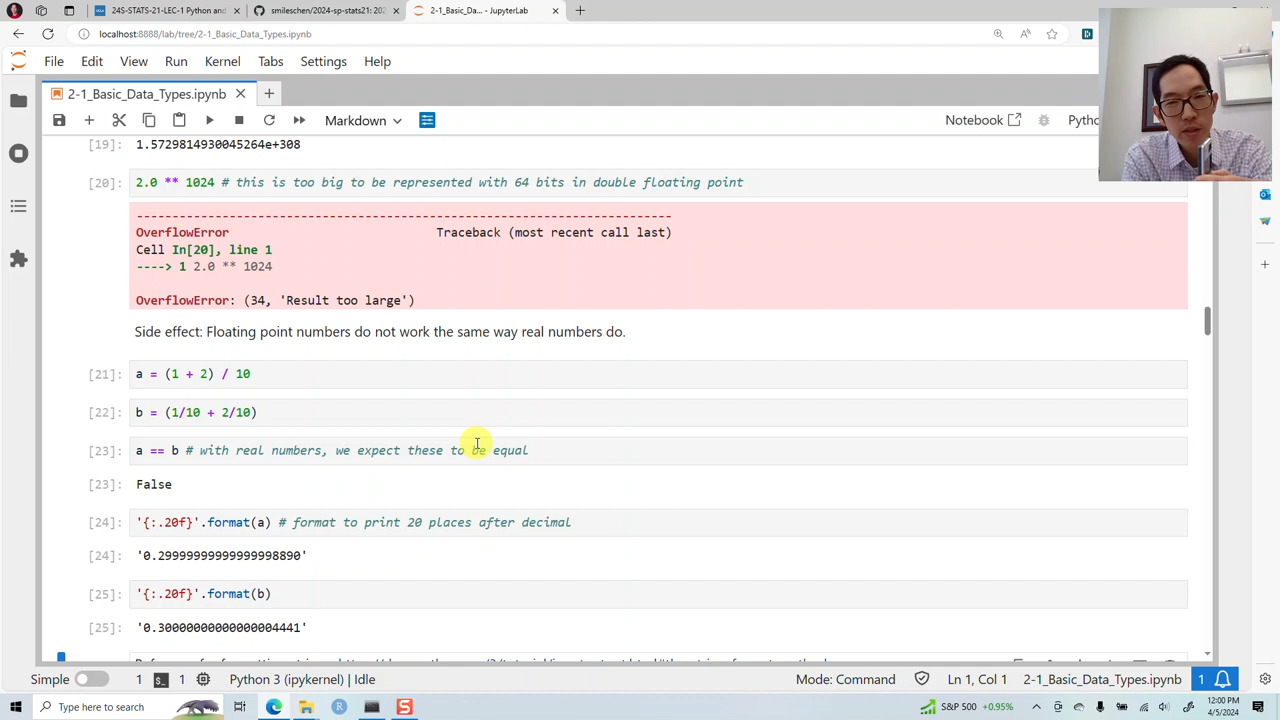 24S-STATS-21-LEC-1 Python and
smileschen/2024-sp-stats21: 202
2-1_Basic_Da... - JupyterLab
localhost:8888/lab/tree/2-1_Basic_Data_Types.ipynb
File Edit View Run Kernel Tabs Settings Help
2-1_Basic_Data_Types.ipynb
Markdown Notebook Pytho
[19]: 1.5729814930045264e+308
[20]: 2.0 ** 1024 # this is too big to be represented with 64 bits in double floating point
---------------------------------------------------------------------------
OverflowError Traceback (most recent call last)
Cell In[20], line 1
----> 1 2.0 ** 1024
OverflowError: (34, 'Result too large')
Side effect: Floating point numbers do not work the same way real numbers do.
[21]: a = (1 + 2) / 10
[22]: b = (1/10 + 2/10)
[23]: a == b # with real numbers, we expect these to be equal
[23]: False
[24]: '{:.20f}'.format(a) # format to print 20 places after decimal
[24]: '0.29999999999999998890'
[25]: '{:.20f}'.format(b)
[25]: '0.30000000000000004441'
Simple 1 1 Python 3 (ipykernel) | Idle Mode: Command Ln 1, Col 1 2-1_Basic_Data_Types.ipynb 1
Type here to search S&P 500 +0.95% 12:00 PM
4/5/2024